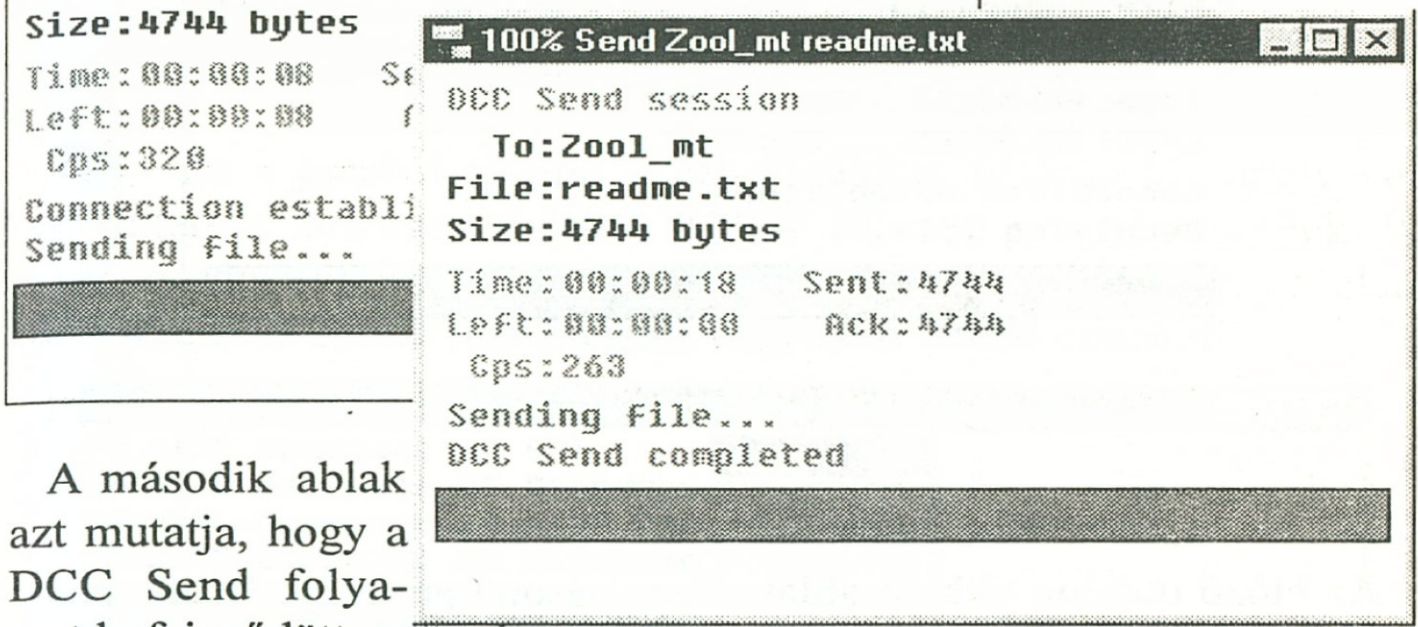 Size:4744 bytes
Time:00:00:08 Se
Left:00:00:08
Cps:320
Connection establi
Sending File...
100% Send Zool_mt readme.txt
DCC Send session
To:Zool_mt
File:readme.txt
Size:4744 bytes
Time:00:00:18 Sent:4744
Left:00:00:00 Ack:4744
Cps:263
Sending File...
DCC Send completed
A második ablak
azt mutatja, hogy a
DCC Send folya-